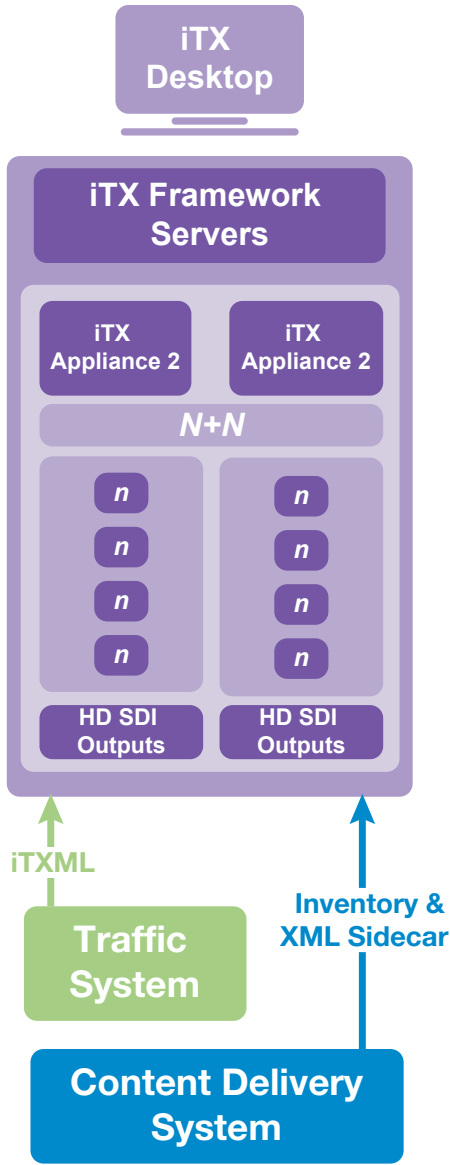 iTX
Desktop
iTX Framework
Servers
iTX
Appliance 2
iTX
Appliance 2
N+N
n
n
n
n
n
n
n
n
HD SDI
Outputs
HD SDI
Outputs
iTXML
Traffic
System
Inventory &
XML Sidecar
Content Delivery
System